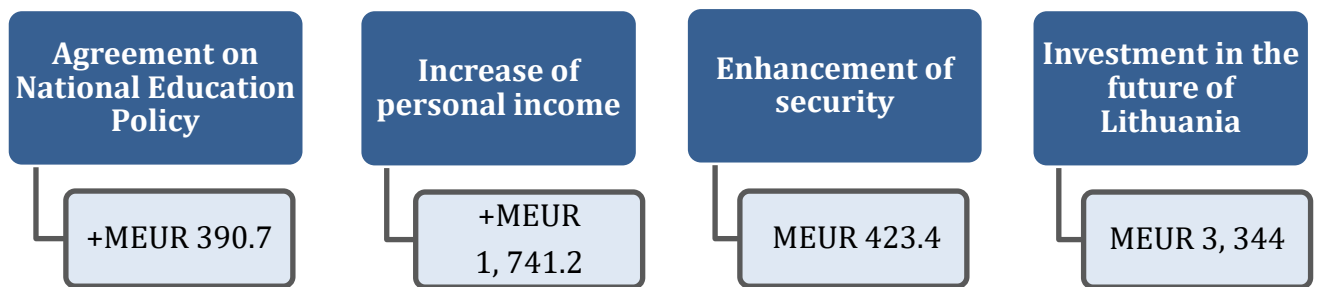 Agreement on
National Education
Policy
+MEUR 390.7
Increase of
personal income
+MEUR
1, 741.2
Enhancement of
security
MEUR 423.4
Investment in the
future of
Lithuania
MEUR 3, 344